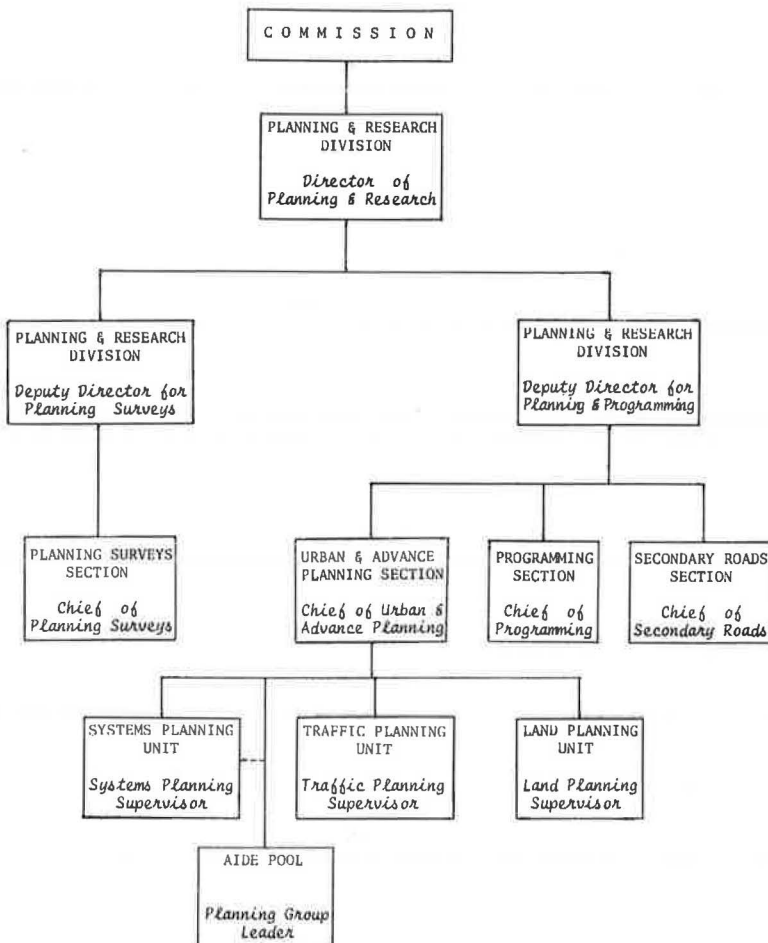 C O M M I S S I O N
PLANNING & RESEARCH
DIVISION
Director of
Planning & Research
PLANNING & RESEARCH
DIVISION
Deputy Director for
Planning Surveys
PLANNING & RESEARCH
DIVISION
Deputy Director for
Planning & Programming
PLANNING SURVEYS
SECTION
Chief of
Planning Surveys
URBAN & ADVANCE
PLANNING SECTION
Chief of Urban &
Advance Planning
PROGRAMMING
SECTION
Chief of
Programming
SECONDARY ROADS
SECTION
Chief of
Secondary Roads
SYSTEMS PLANNING
UNIT
Systems Planning
Supervisor
TRAFFIC PLANNING
UNIT
Traffic Planning
Supervisor
LAND PLANNING
UNIT
Land Planning
Supervisor
AIDE POOL
Planning Group
Leader